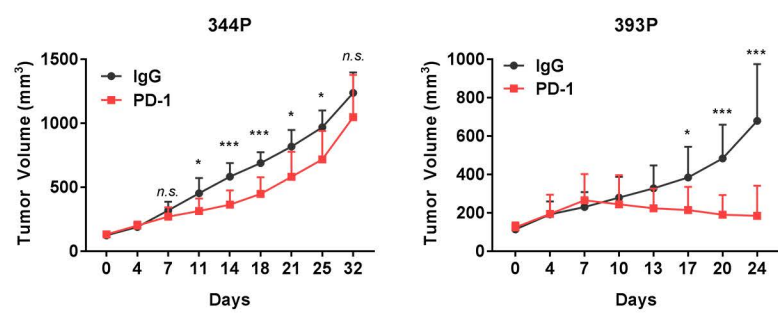 344P
Tumor Volume (mm³)
1500
1000
500
0
IgG
PD-1
n.s.
*
***
***
*
*
n.s.
0 4 7 11 14 18 21 25 32
Days
393P
Tumor Volume (mm³)
1000
800
600
400
200
0
IgG
PD-1
*
***
***
0 4 7 10 13 17 20 24
Days